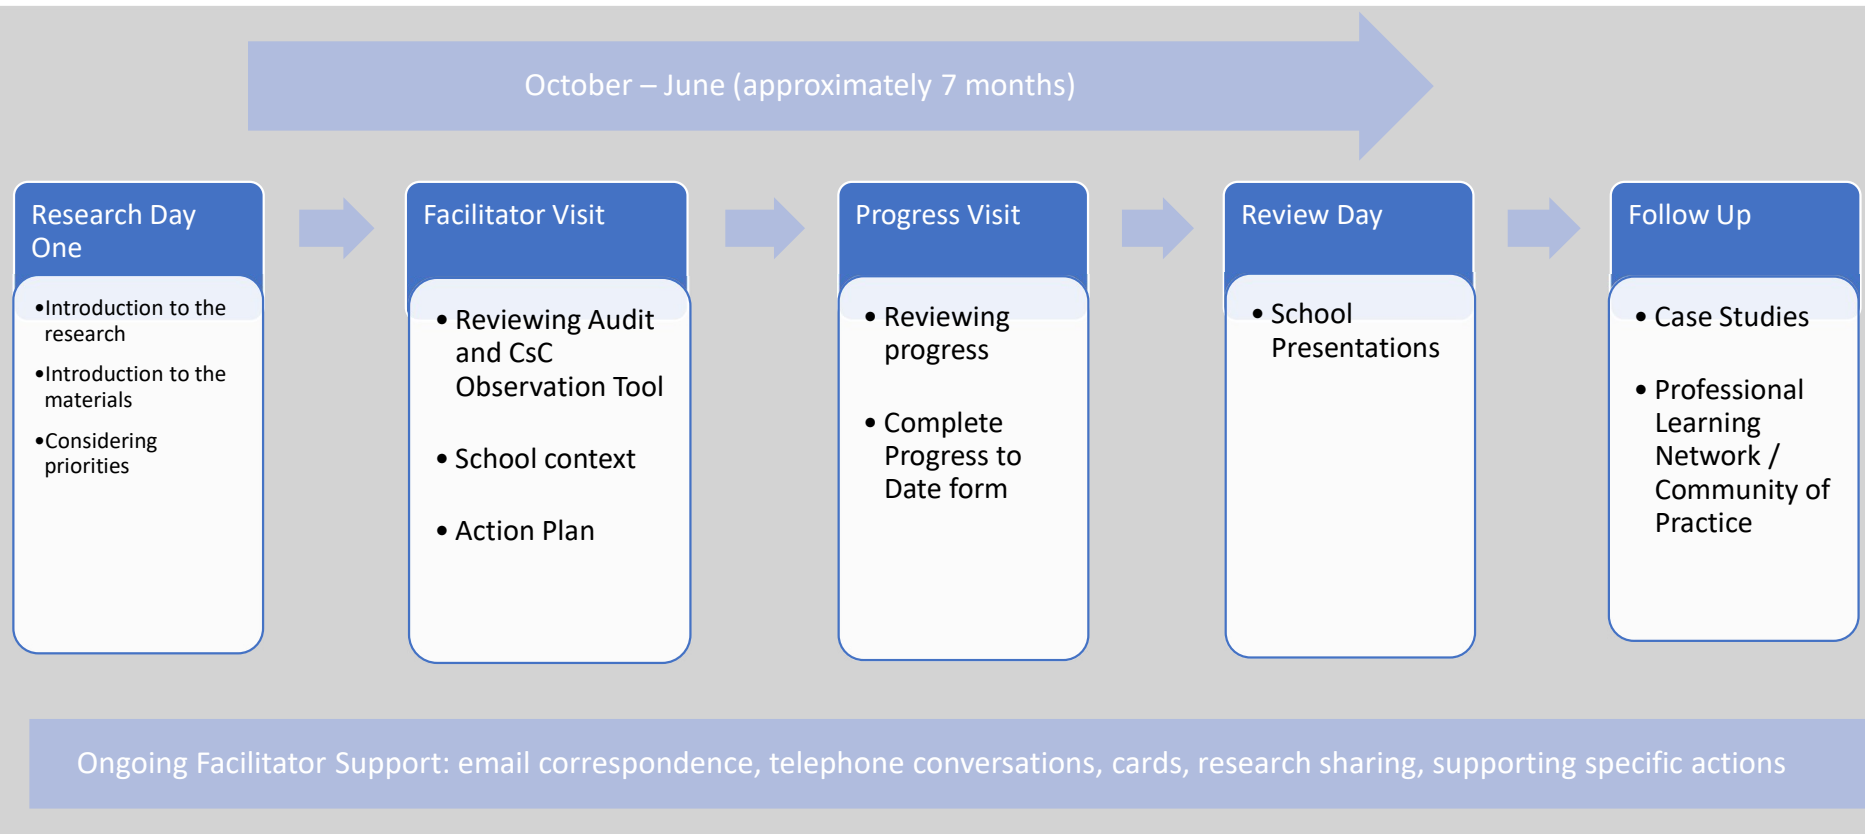 October – June (approximately 7 months)
Research Day
One
•Introduction to the
research
•Introduction to the
materials
•Considering
priorities
Facilitator Visit
• Reviewing Audit
and CsC
Observation Tool
• School context
• Action Plan
Progress Visit
• Reviewing
progress
• Complete
Progress to
Date form
Review Day
• School
Presentations
Follow Up
• Case Studies
• Professional
Learning
Network /
Community of
Practice
Ongoing Facilitator Support: email correspondence, telephone conversations, cards, research sharing, supporting specific actions